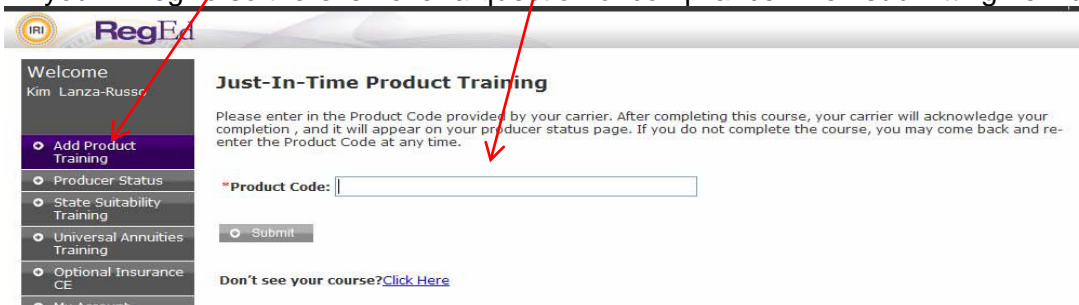 IRI RegEd
Welcome
Kim Lanza-Russo
Add Product
Training
Producer Status
State Suitability
Training
Universal Annuities
Training
Optional Insurance
CE
My Account
Just-In-Time Product Training
Please enter in the Product Code provided by your carrier. After completing this course, your carrier will acknowledge your
completion , and it will appear on your producer status page. If you do not complete the course, you may come back and re-
enter the Product Code at any time.
*Product Code:
Submit
Don't see your course?Click Here